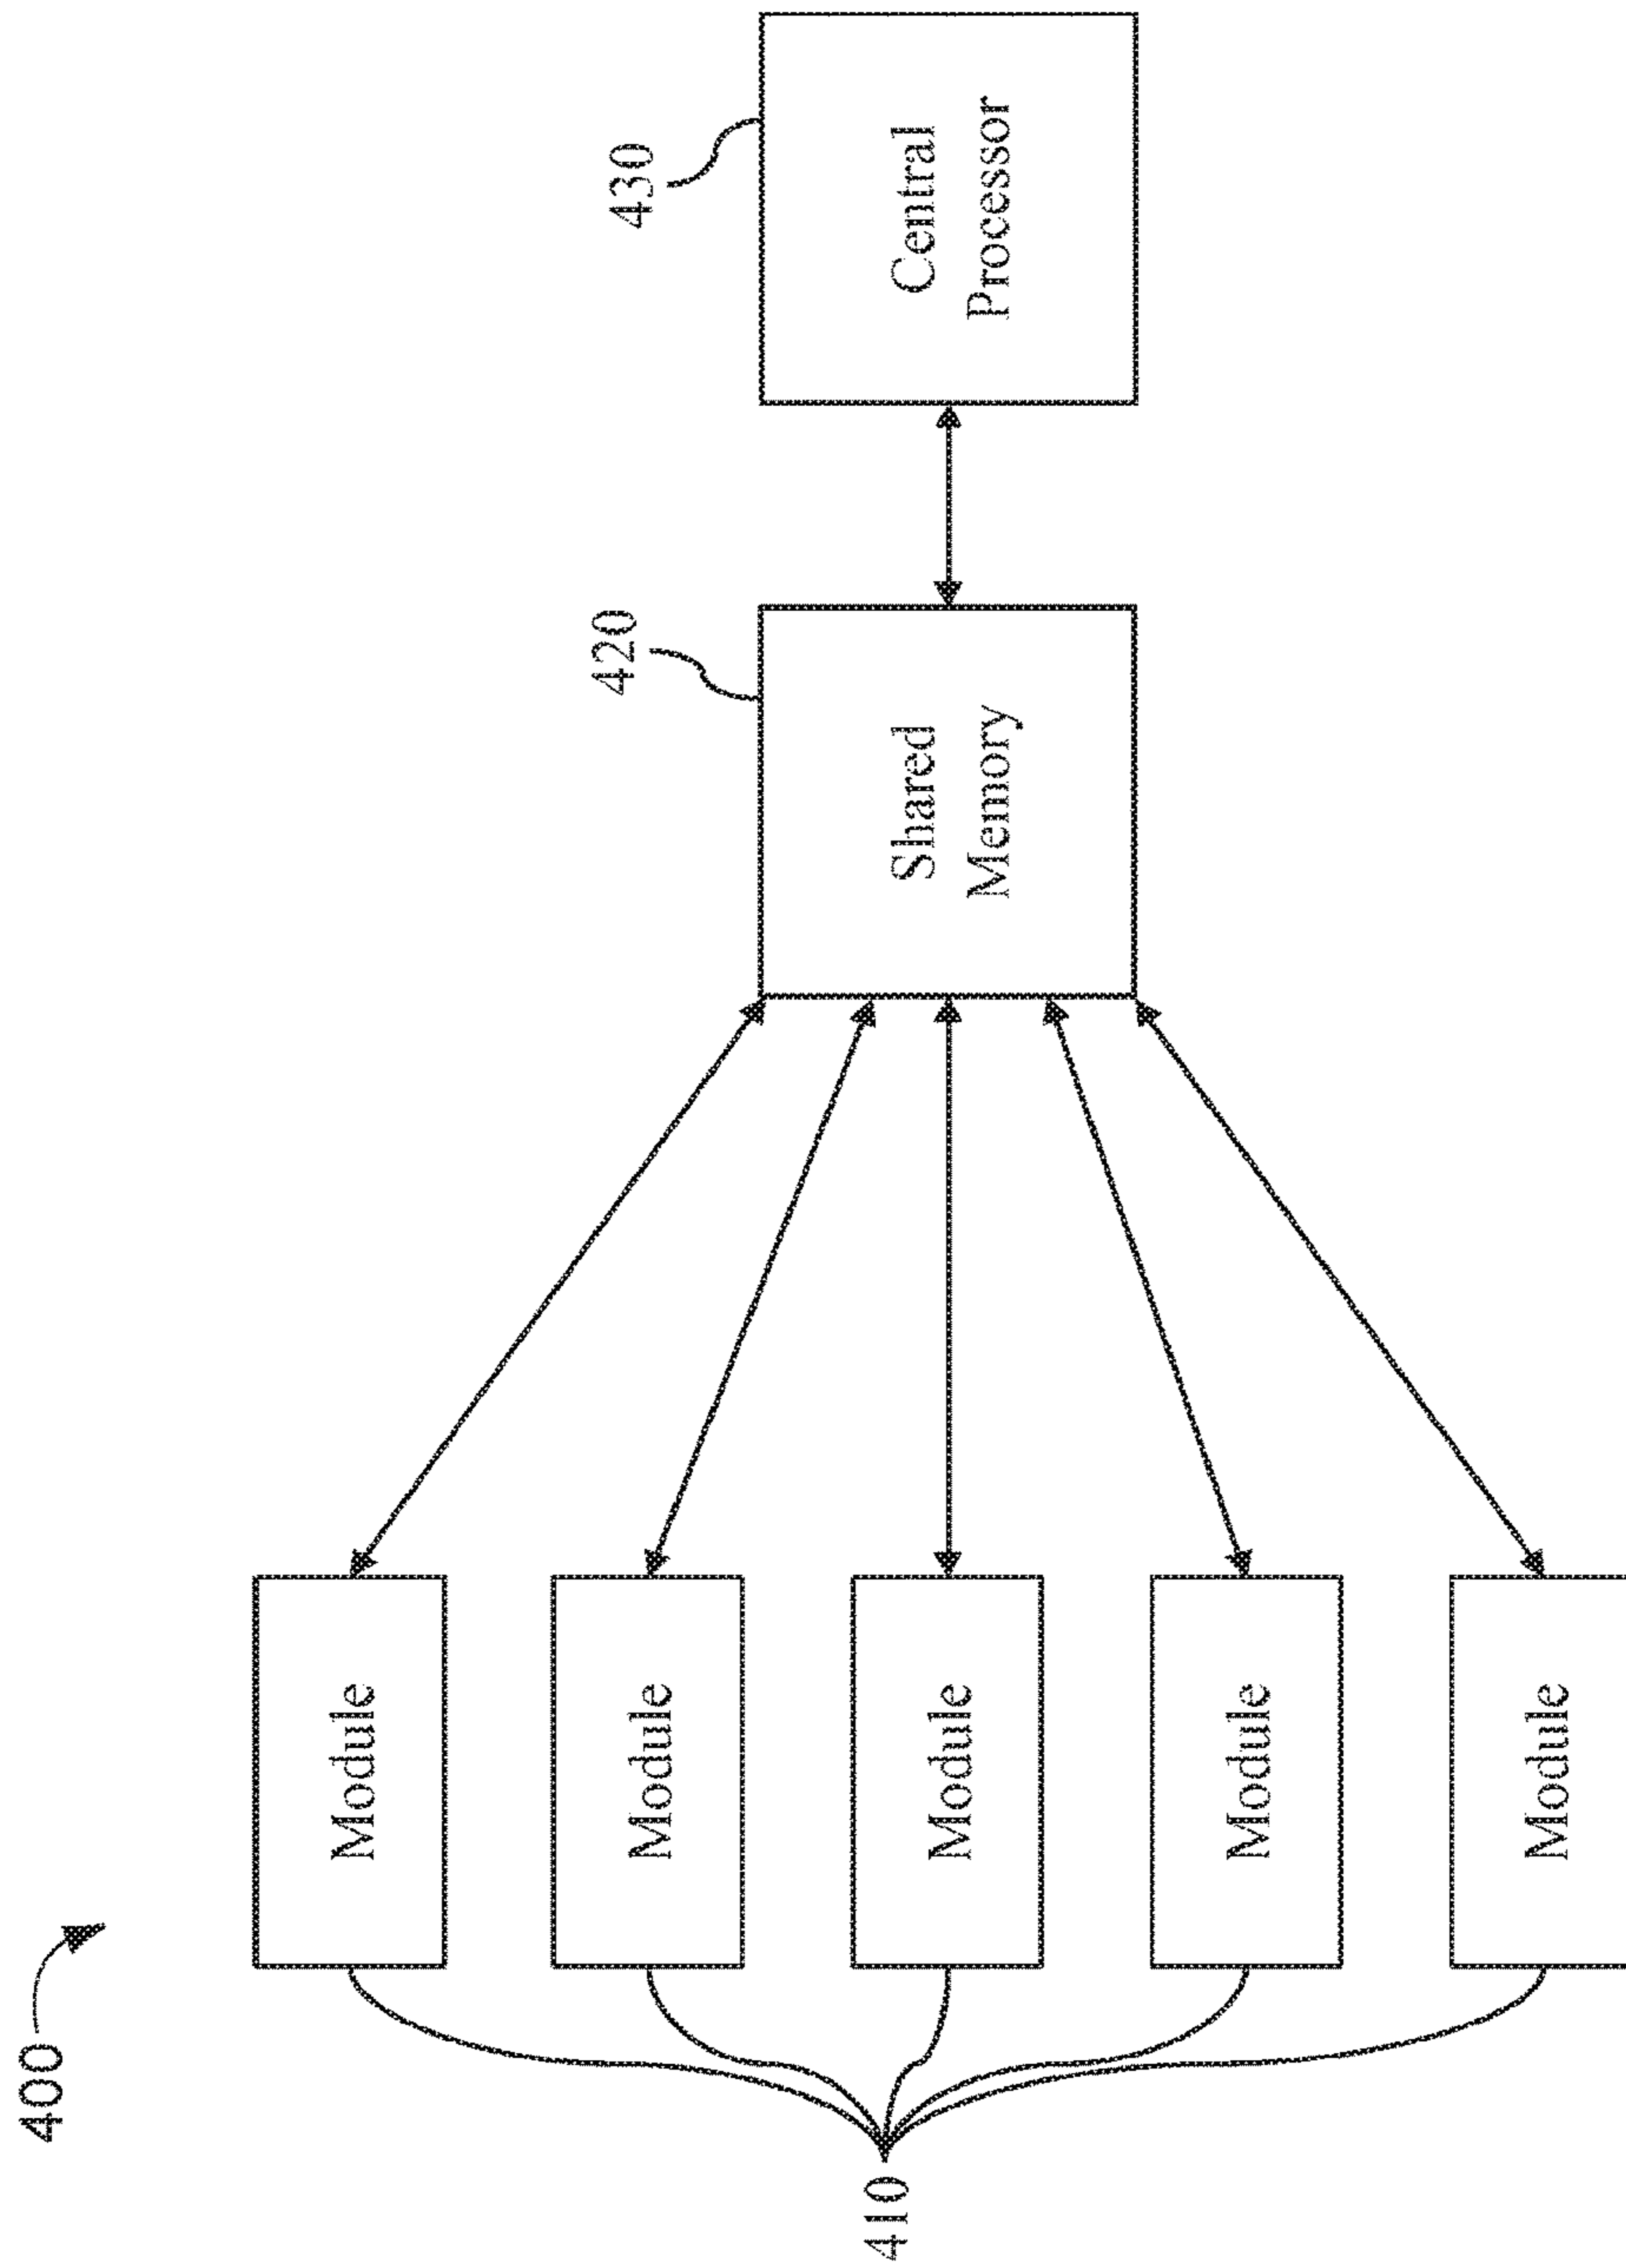 400
410
Module
Module
Module
Module
Module
420
Shared
Memory
430
Central
Processor